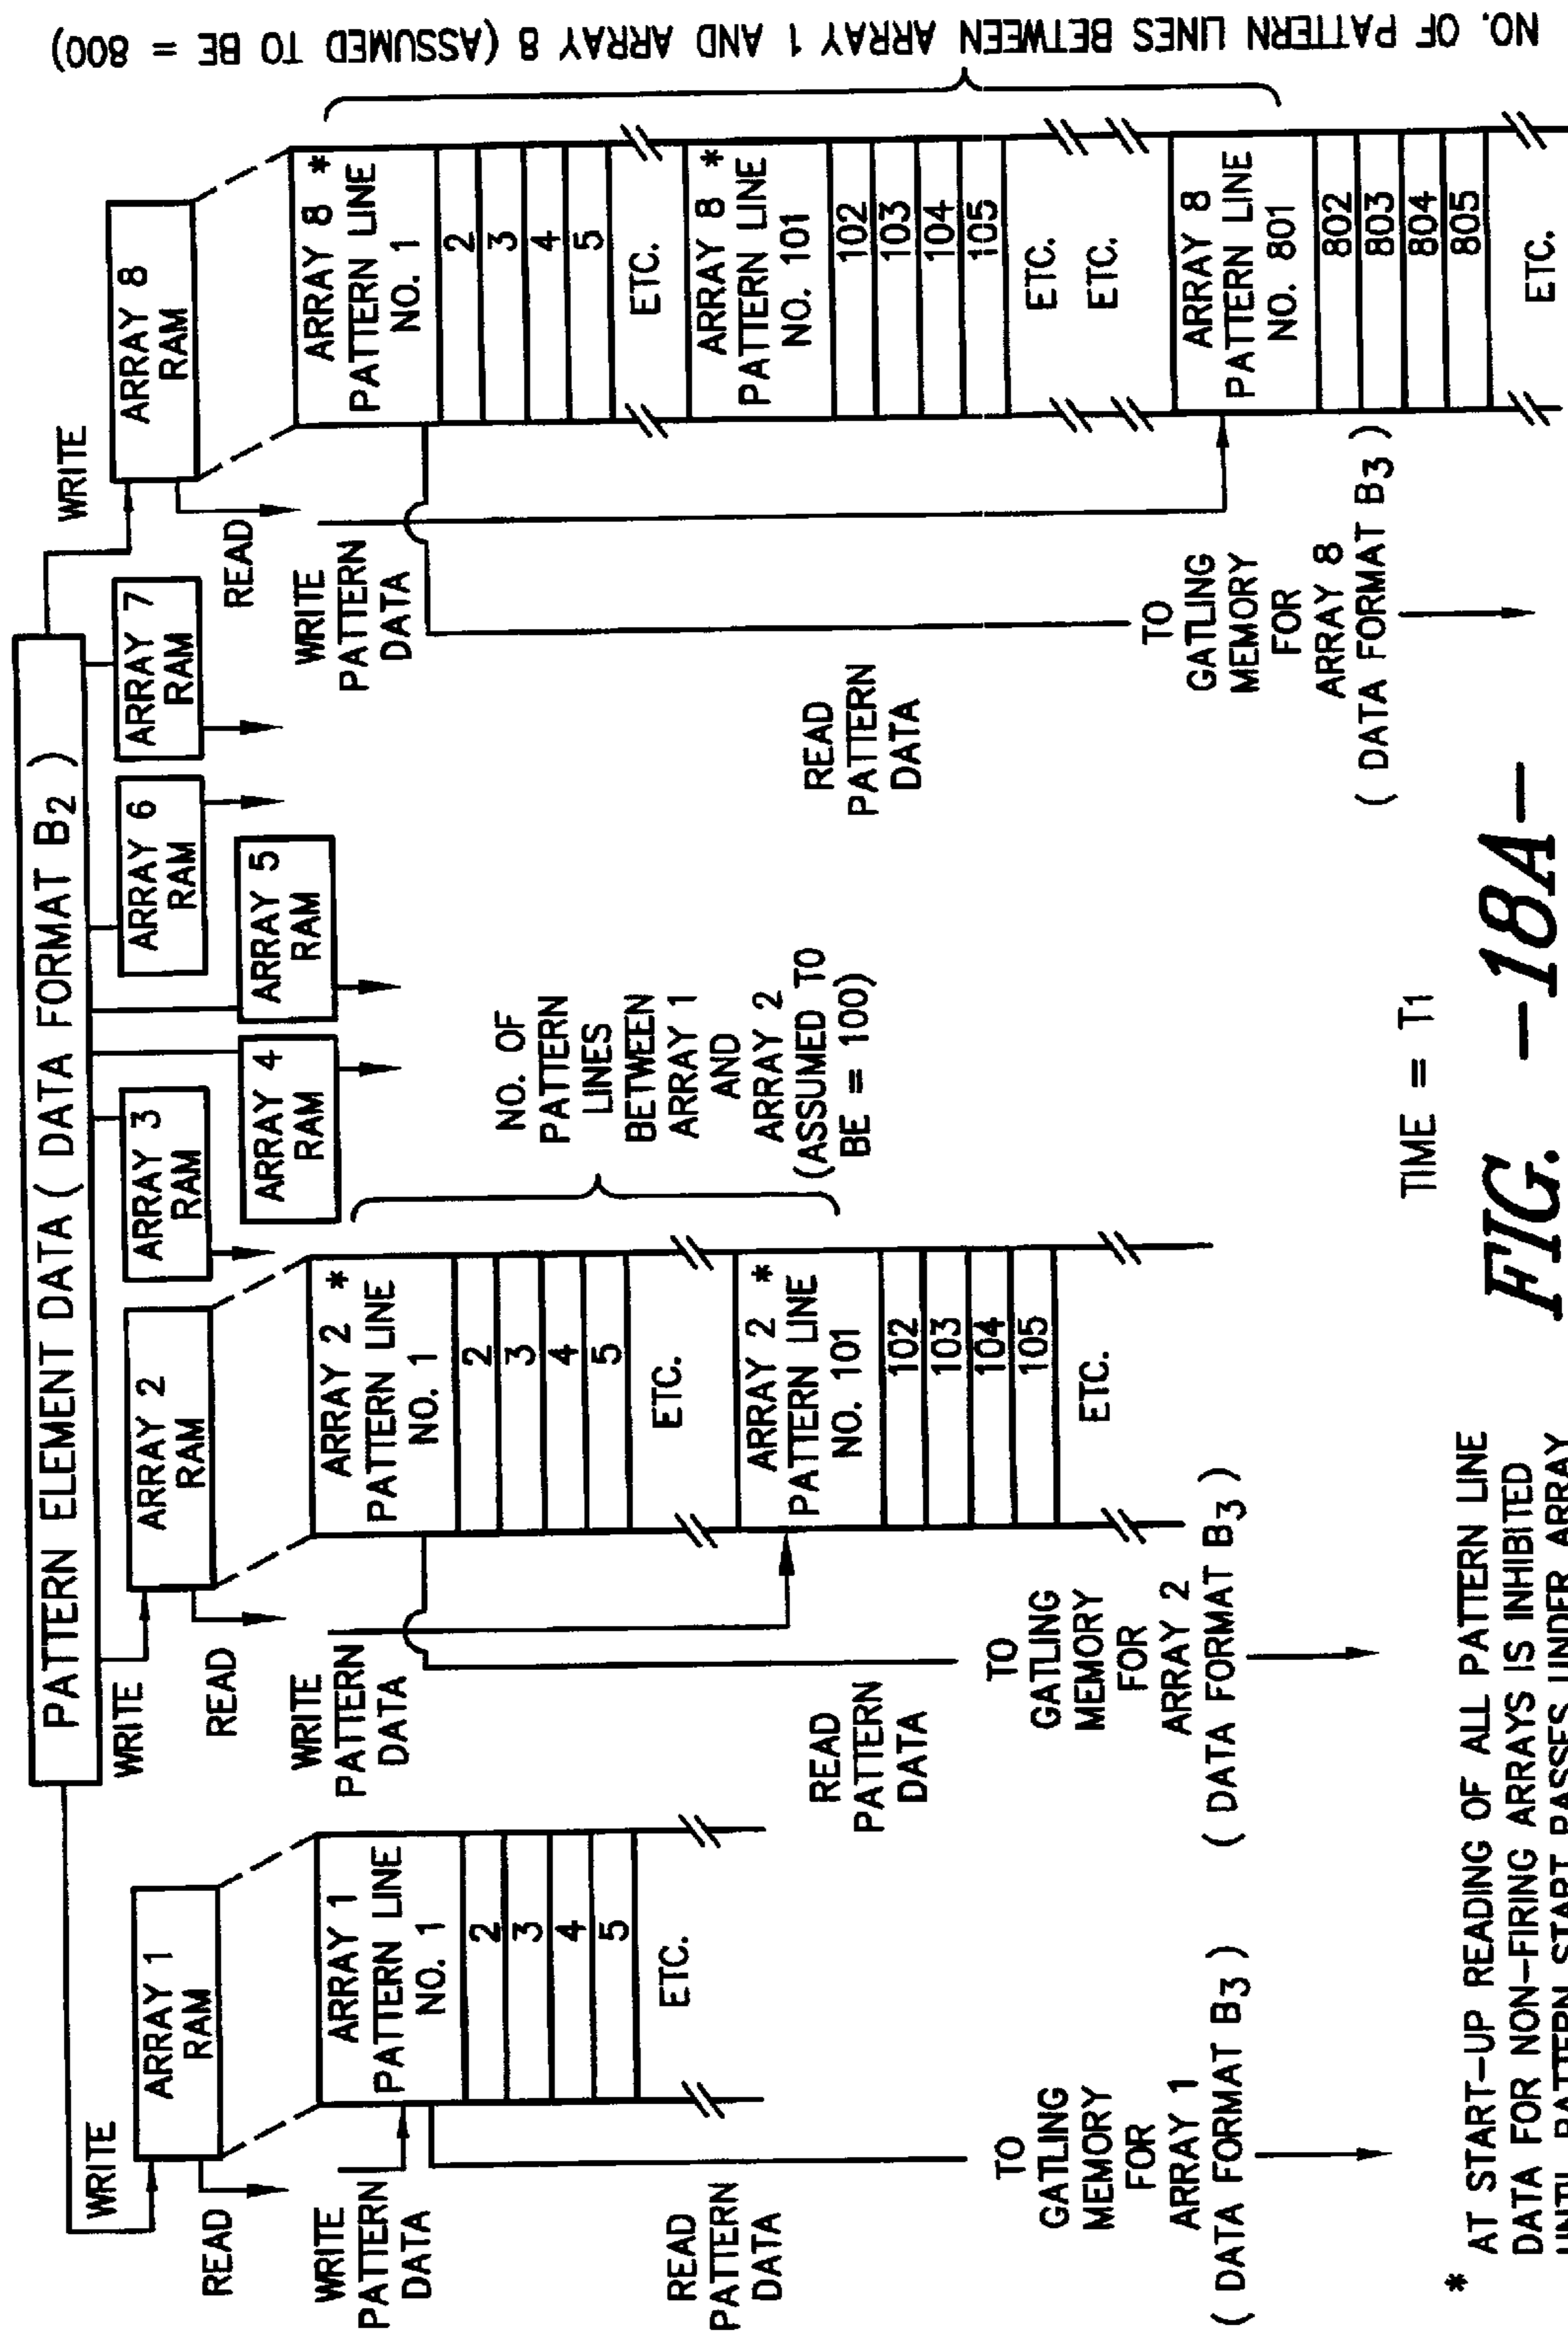 PATTERN ELEMENT DATA ( DATA FORMAT B2 )
WRITE
READ
ARRAY 1
RAM
WRITE
READ
ARRAY 2
RAM
ARRAY 3
RAM
ARRAY 4
RAM
ARRAY 5
RAM
ARRAY 6
RAM
ARRAY 7
RAM
WRITE
READ
ARRAY 8
RAM
WRITE
PATTERN
DATA
ARRAY 1
PATTERN LINE
NO. 1
2
3
4
5
ETC.
READ
PATTERN
DATA
TO
GATLING
MEMORY
FOR
ARRAY 1
( DATA FORMAT B3 )
WRITE
PATTERN
DATA
ARRAY 2 *
PATTERN LINE
NO. 1
2
3
4
5
ETC.
ARRAY 2 *
PATTERN LINE
NO. 101
102
103
104
105
ETC.
READ
PATTERN
DATA
TO
GATLING
MEMORY
FOR
ARRAY 2
( DATA FORMAT B3 )
NO. OF
PATTERN
LINES
BETWEEN
ARRAY 1
AND
ARRAY 2
(ASSUMED TO
BE = 100)
WRITE
PATTERN
DATA
READ
PATTERN
DATA
TO
GATLING
MEMORY
FOR
ARRAY 8
( DATA FORMAT B3 )
ARRAY 8 *
PATTERN LINE
NO. 1
2
3
4
5
ETC.
ARRAY 8 *
PATTERN LINE
NO. 101
102
103
104
105
ETC.
ETC.
ARRAY 8
PATTERN LINE
NO. 801
802
803
804
805
ETC.
NO. OF PATTERN LINES BETWEEN ARRAY 1 AND ARRAY 8 (ASSUMED TO BE = 800)
TIME = T1
* AT START-UP READING OF ALL PATTERN LINE
DATA FOR NON-FIRING ARRAYS IS INHIBITED
UNTIL PATTERN START PASSES UNDER ARRAY
FIG. -18A-